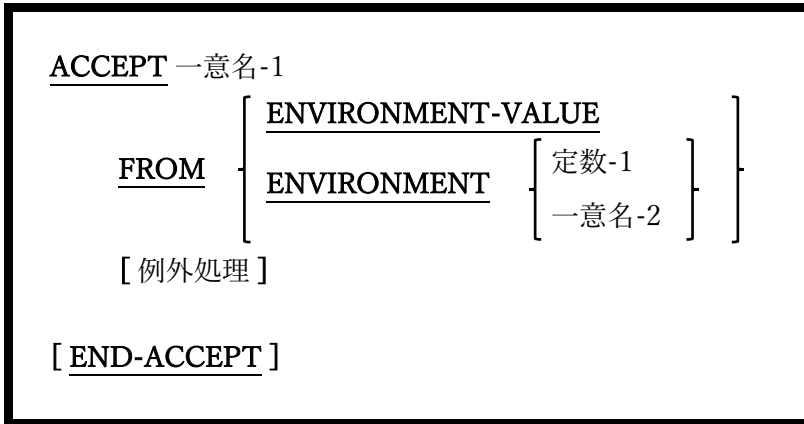 ACCEPT 一意名-1
ENVIRONMENT-VALUE
FROM
ENVIRONMENT
定数-1
一意名-2
[ 例外処理 ]
[ END-ACCEPT ]